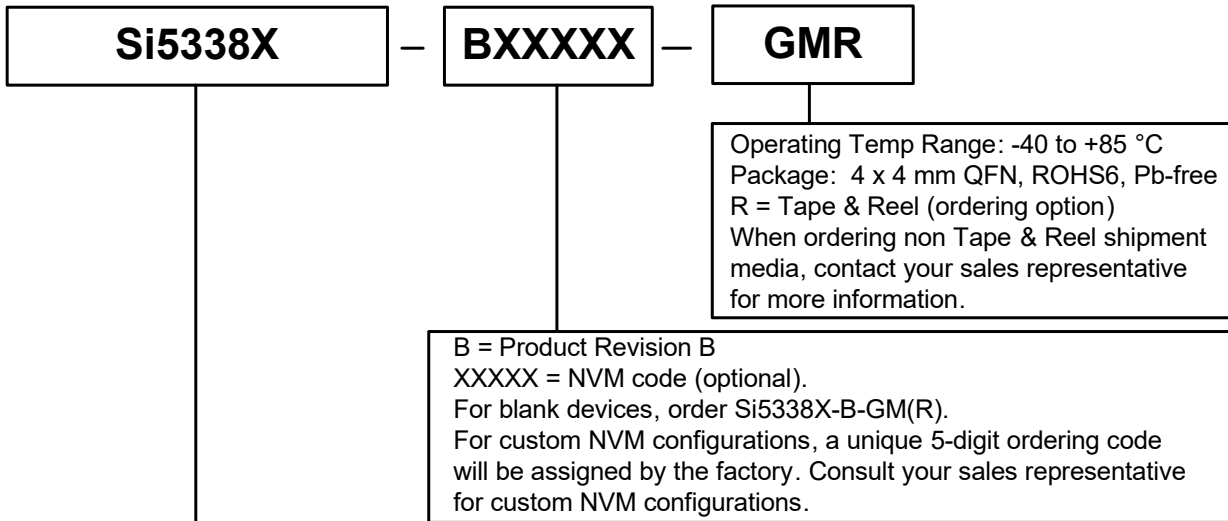 Si5338X – BXXXXX – GMR
Operating Temp Range: -40 to +85 °C
Package: 4 x 4 mm QFN, ROHS6, Pb-free
R = Tape & Reel (ordering option)
When ordering non Tape & Reel shipment
media, contact your sales representative
for more information.
B = Product Revision B
XXXXX = NVM code (optional).
For blank devices, order Si5338X-B-GM(R).
For custom NVM configurations, a unique 5-digit ordering code
will be assigned by the factory. Consult your sales representative
for custom NVM configurations.